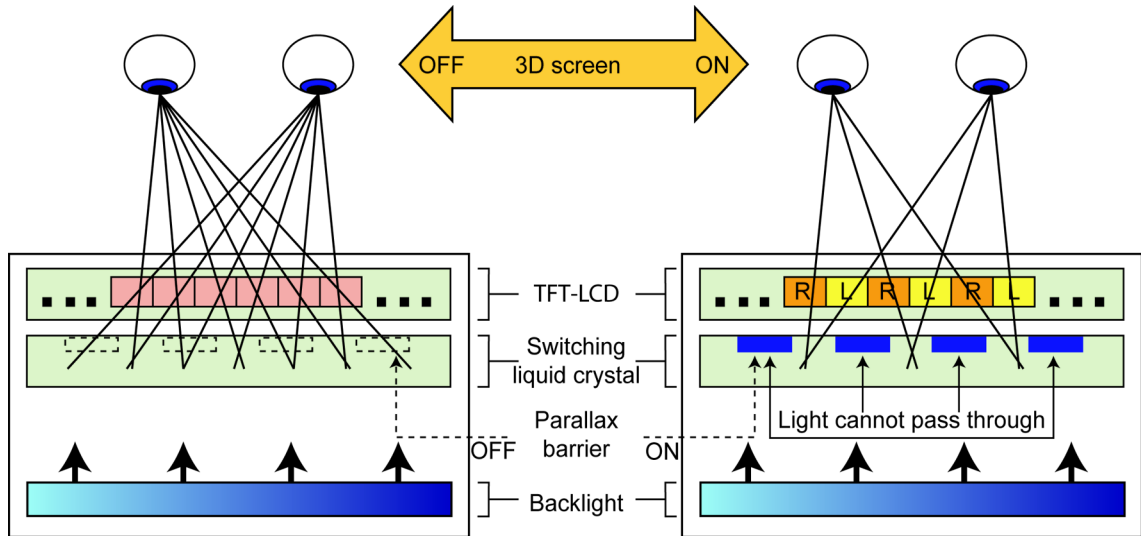 OFF 3D screen ON
TFT-LCD
R L R L R L
Switching
liquid crystal
Parallax
barrier
OFF ON
Light cannot pass through
Backlight